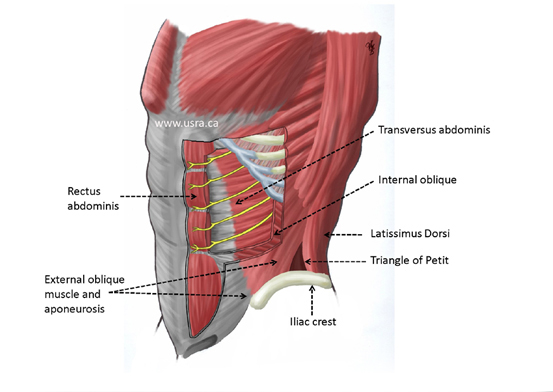 www.usra.ca
Transversus abdominis
Rectus
abdominis
Internal oblique
Latissimus Dorsi
Triangle of Petit
External oblique
muscle and
aponeurosis
Iliac crest